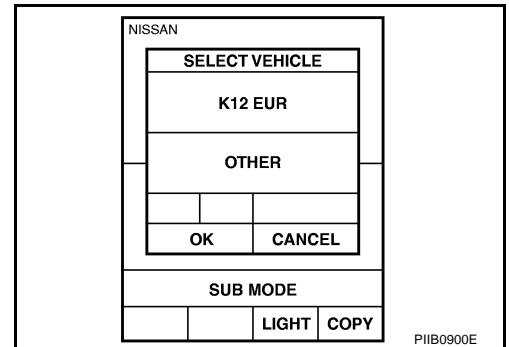 NISSAN
SELECT VEHICLE
K12 EUR
OTHER
OK CANCEL
SUB MODE
LIGHT COPY
PIIB0900E